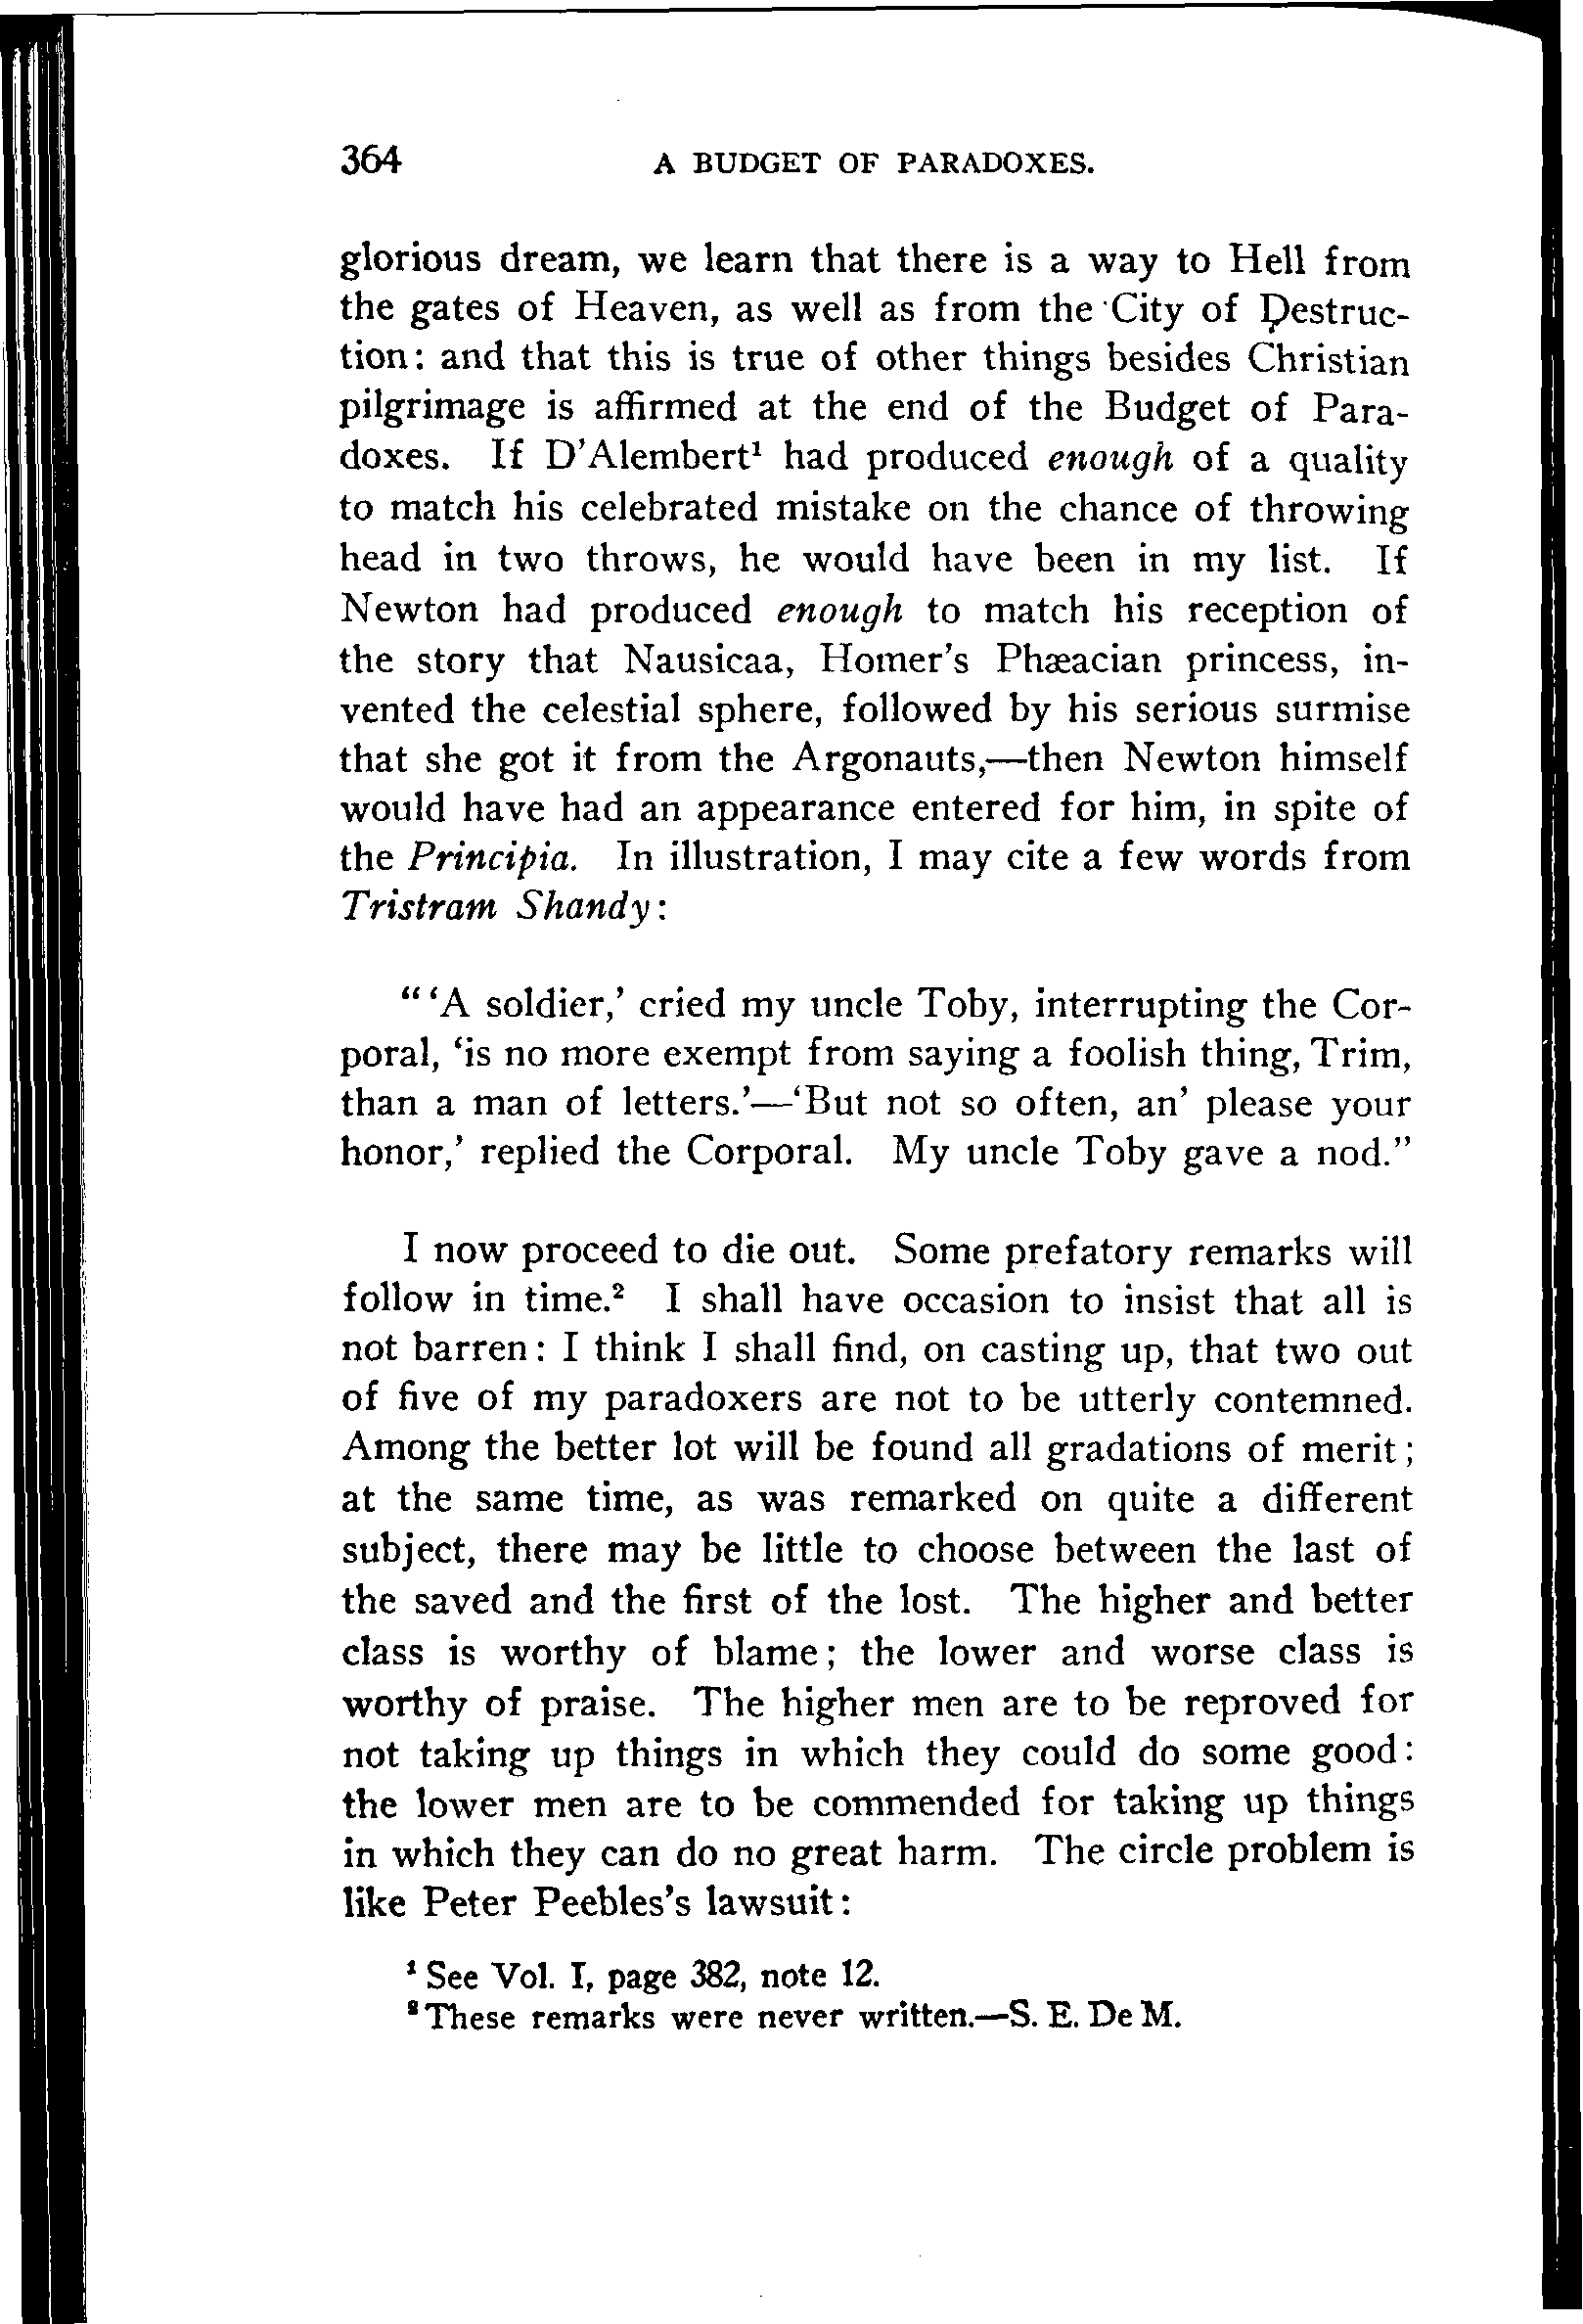 364 A BUDGET OF PARADOXES.
glorious dream, we learn that there is a way to Hell from
the gates of Heaven, as well as from the City of Destruc-
tion: and that this is true of other things besides Christian
pilgrimage is affirmed at the end of the Budget of Para-
doxes. If D'Alembert¹ had produced enough of a quality
to match his celebrated mistake on the chance of throwing
head in two throws, he would have been in my list. If
Newton had produced enough to match his reception of
the story that Nausicaa, Homer's Phæacian princess, in-
vented the celestial sphere, followed by his serious surmise
that she got it from the Argonauts,—then Newton himself
would have had an appearance entered for him, in spite of
the Principia. In illustration, I may cite a few words from
Tristram Shandy:
"'A soldier,' cried my uncle Toby, interrupting the Cor-
poral, 'is no more exempt from saying a foolish thing, Trim,
than a man of letters.'—'But not so often, an' please your
honor,' replied the Corporal. My uncle Toby gave a nod."
I now proceed to die out. Some prefatory remarks will
follow in time.² I shall have occasion to insist that all is
not barren: I think I shall find, on casting up, that two out
of five of my paradoxers are not to be utterly contemned.
Among the better lot will be found all gradations of merit;
at the same time, as was remarked on quite a different
subject, there may be little to choose between the last of
the saved and the first of the lost. The higher and better
class is worthy of blame; the lower and worse class is
worthy of praise. The higher men are to be reproved for
not taking up things in which they could do some good:
the lower men are to be commended for taking up things
in which they can do no great harm. The circle problem is
like Peter Peebles's lawsuit:
¹ See Vol. I, page 382, note 12.
² These remarks were never written.—S. E. De M.